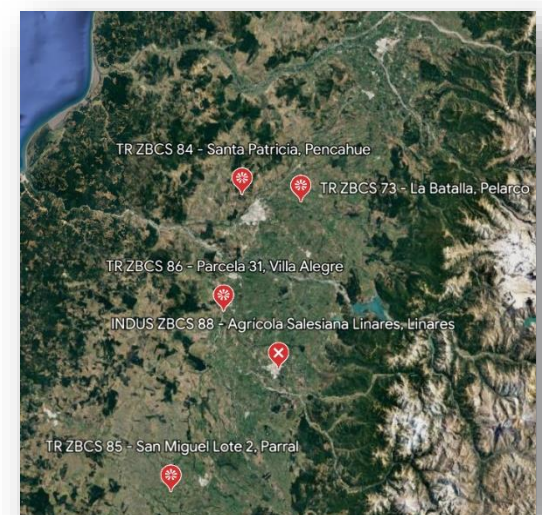 TR ZBCS 84 - Santa Patricia, Pencahue
TR ZBCS 73 - La Batalla, Pelarco
TR ZBCS 86 - Parcela 31, Villa Alegre
INDUS ZBCS 88 - Agricola Salesiana Linares, Linares
TR ZBCS 85 - San Miguel Lote 2, Parral